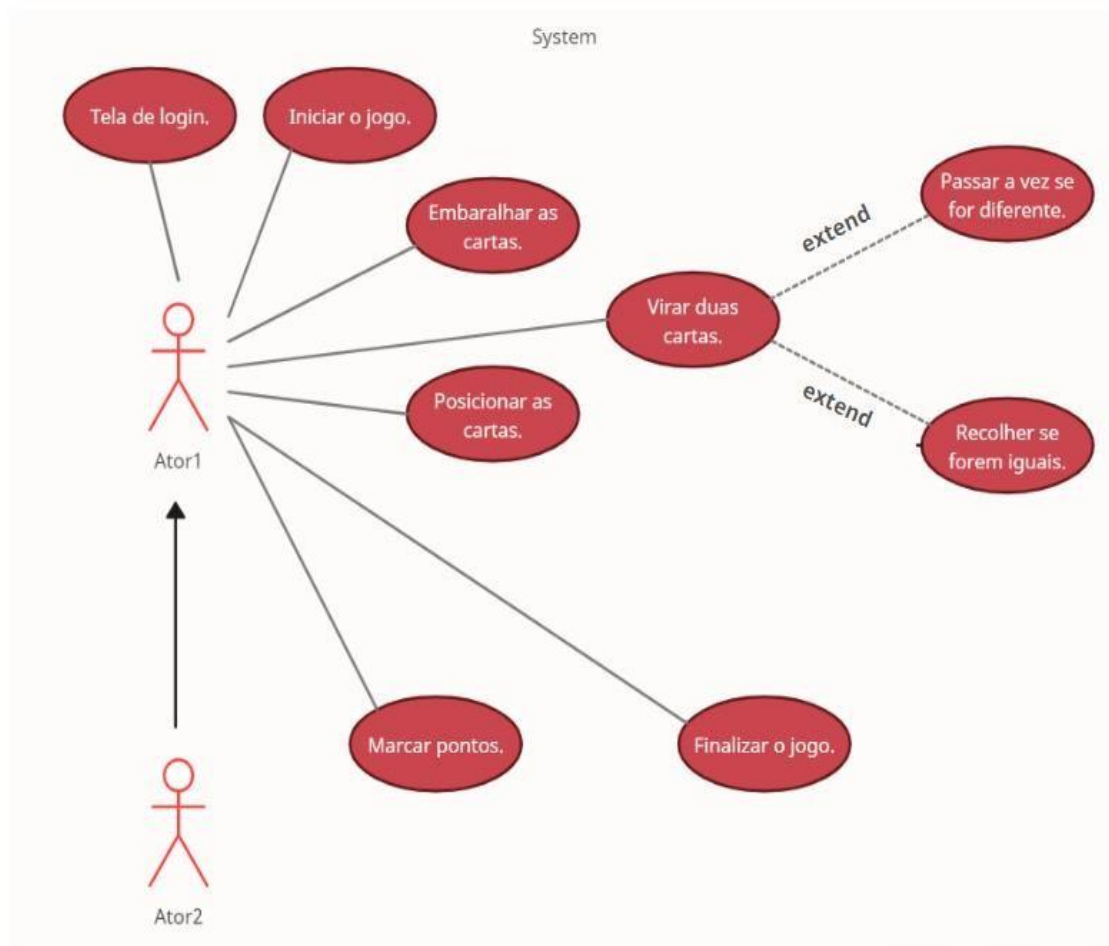 System
Tela de login.
Iniciar o jogo.
Embaralhar as
cartas.
Passar a vez se
for diferente.
extend
Virar duas
cartas.
extend
Posicionar as
cartas.
Recolher se
forem iguais.
Ator1
Marcar pontos.
Finalizar o jogo.
Ator2